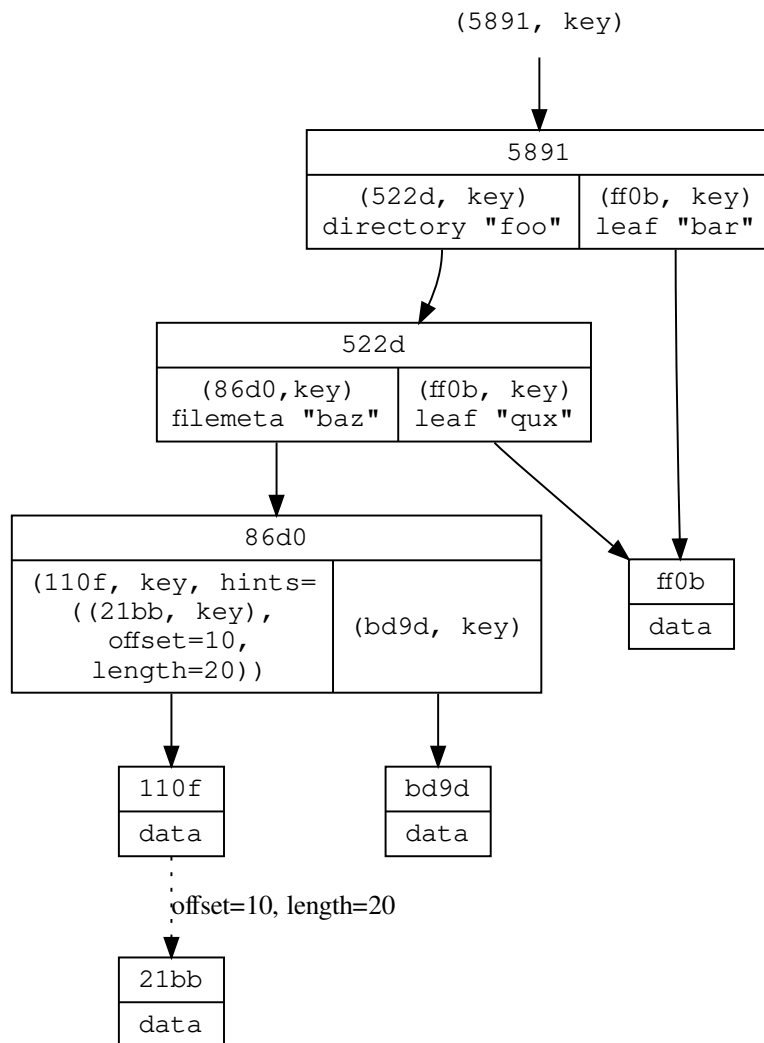 (5891, key)
5891
(522d, key)
directory "foo"
(ff0b, key)
leaf "bar"
522d
(86d0,key)
filemeta "baz"
(ff0b, key)
leaf "qux"
86d0
(110f, key, hints=
((21bb, key),
offset=10,
length=20))
(bd9d, key)
ff0b
data
110f
data
bd9d
data
offset=10, length=20
21bb
data